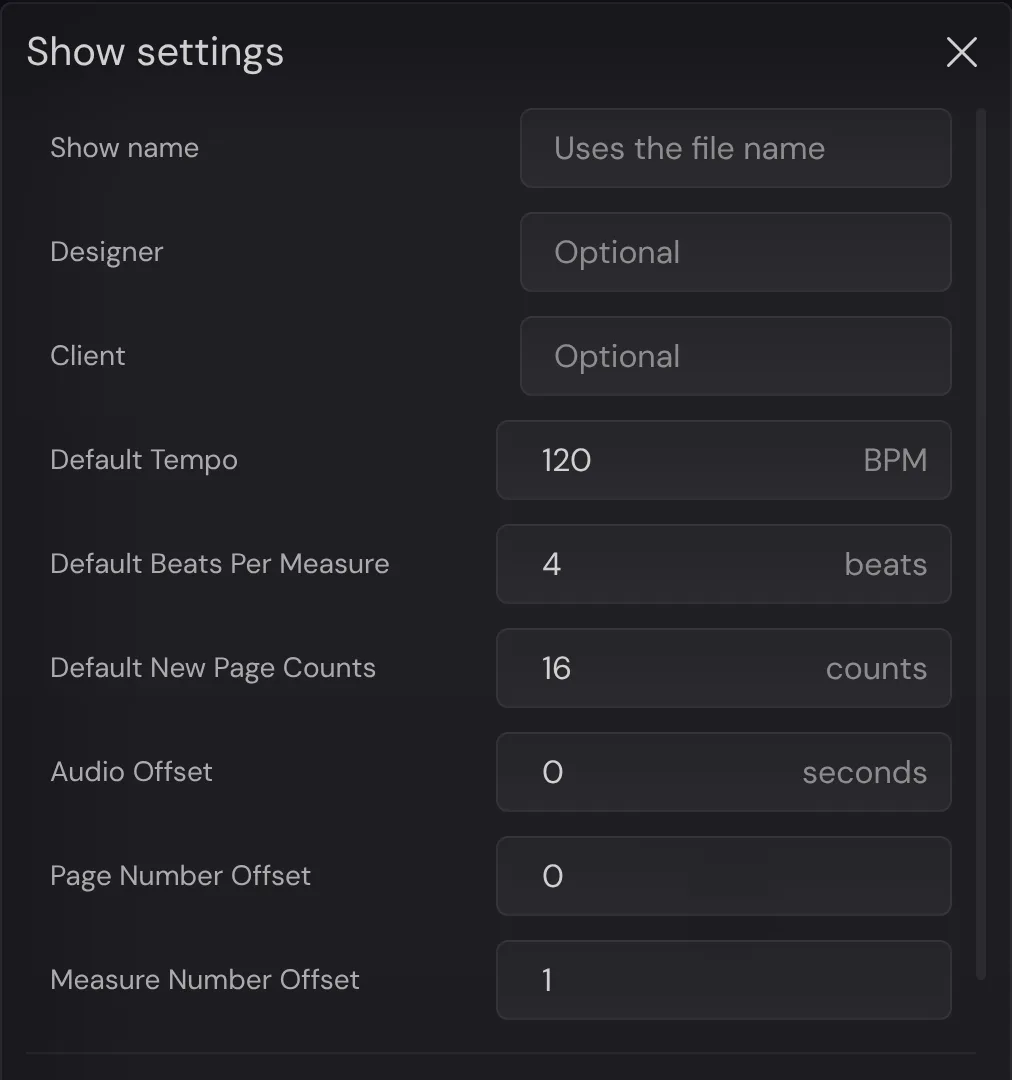 Show settings
Show name Uses the file name
Designer Optional
Client Optional
Default Tempo 120 BPM
Default Beats Per Measure 4 beats
Default New Page Counts 16 counts
Audio Offset 0 seconds
Page Number Offset 0
Measure Number Offset 1